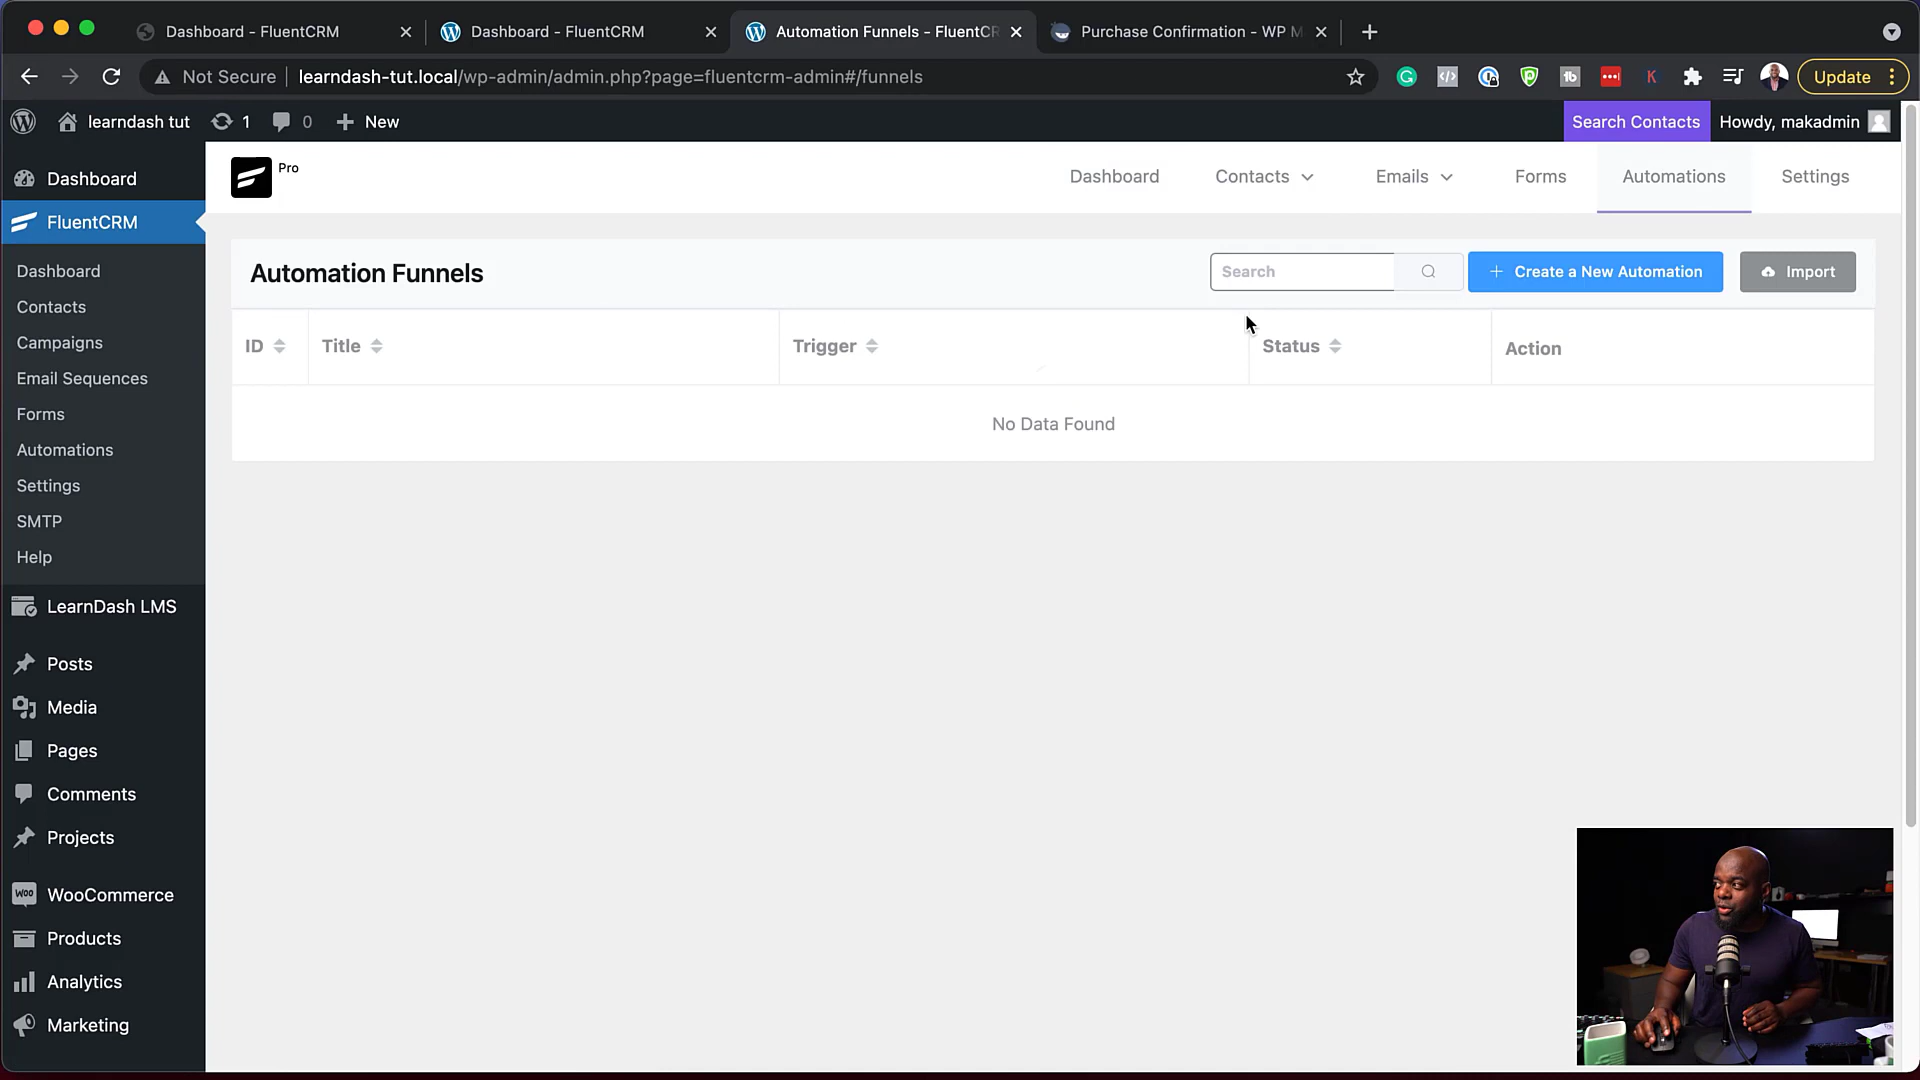 Dashboard - FluentCRM
Dashboard - FluentCRM
Automation Funnels - FluentCR
Purchase Confirmation - WP M
Not Secure
learndash-tut.local/wp-admin/admin.php?page=fluentcrm-admin#/funnels
Update
learndash tut
1
0
New
Search Contacts
Howdy, makadmin
Dashboard
FluentCRM
Dashboard
Contacts
Campaigns
Email Sequences
Forms
Automations
Settings
SMTP
Help
LearnDash LMS
Posts
Media
Pages
Comments
Projects
WooCommerce
Products
Analytics
Marketing
Pro
Dashboard
Contacts
Emails
Forms
Automations
Settings
Automation Funnels
Search
Create a New Automation
Import
ID
Title
Trigger
Status
Action
No Data Found